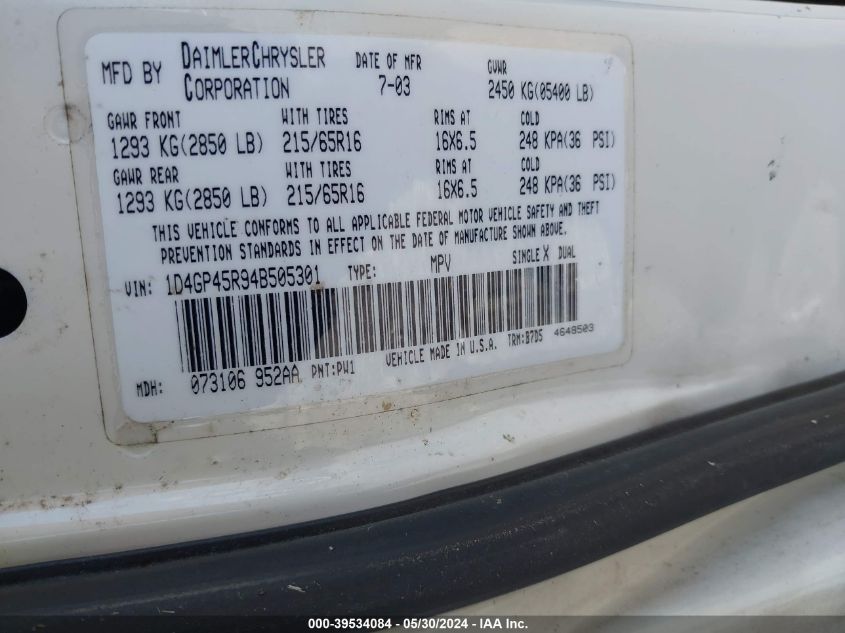 MFD BY DAIMLERCHRYSLER CORPORATION
DATE OF MFR 7-03
GVWR 2450 KG(05400 LB)
GAWR FRONT WITH TIRES RIMS AT COLD
1293 KG(2850 LB) 215/65R16 16X6.5 248 KPA(36 PSI)
GAWR REAR WITH TIRES RIMS AT COLD
1293 KG(2850 LB) 215/65R16 16X6.5 248 KPA(36 PSI)
THIS VEHICLE CONFORMS TO ALL APPLICABLE FEDERAL MOTOR VEHICLE SAFETY AND THEFT
PREVENTION STANDARDS IN EFFECT ON THE DATE OF MANUFACTURE SHOWN ABOVE.
VIN: 1D4GP45R94B505301 TYPE: MPV SINGLE X DUAL
VEHICLE MADE IN U.S.A. TRM:B7D5 4648503
MDH: 073106 952AA PNT:PW1
000-39534084 - 05/30/2024 - IAA Inc.